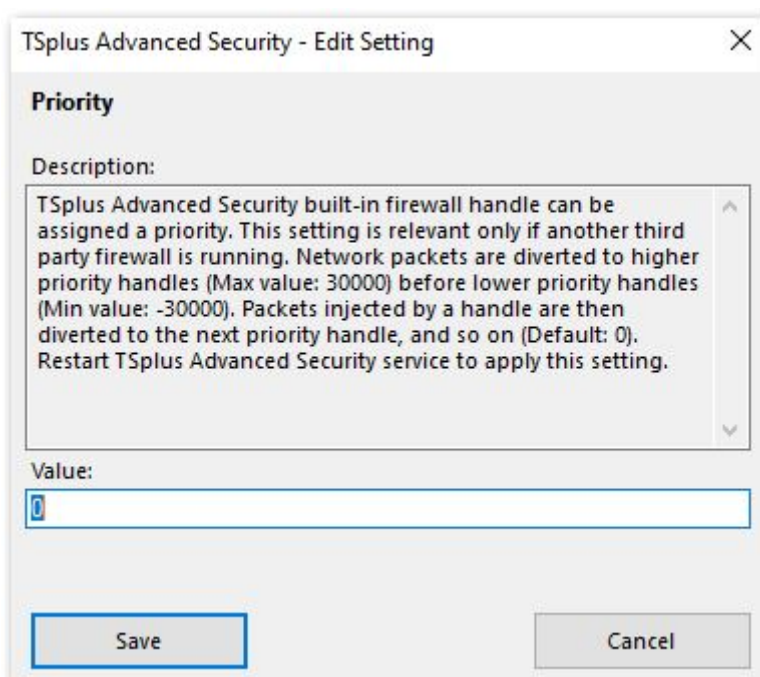 TSplus Advanced Security - Edit Setting
Priority
Description:
TSplus Advanced Security built-in firewall handle can be
assigned a priority. This setting is relevant only if another third
party firewall is running. Network packets are diverted to higher
priority handles (Max value: 30000) before lower priority handles
(Min value: -30000). Packets injected by a handle are then
diverted to the next priority handle, and so on (Default: 0).
Restart TSplus Advanced Security service to apply this setting.
Value:
0
Save
Cancel